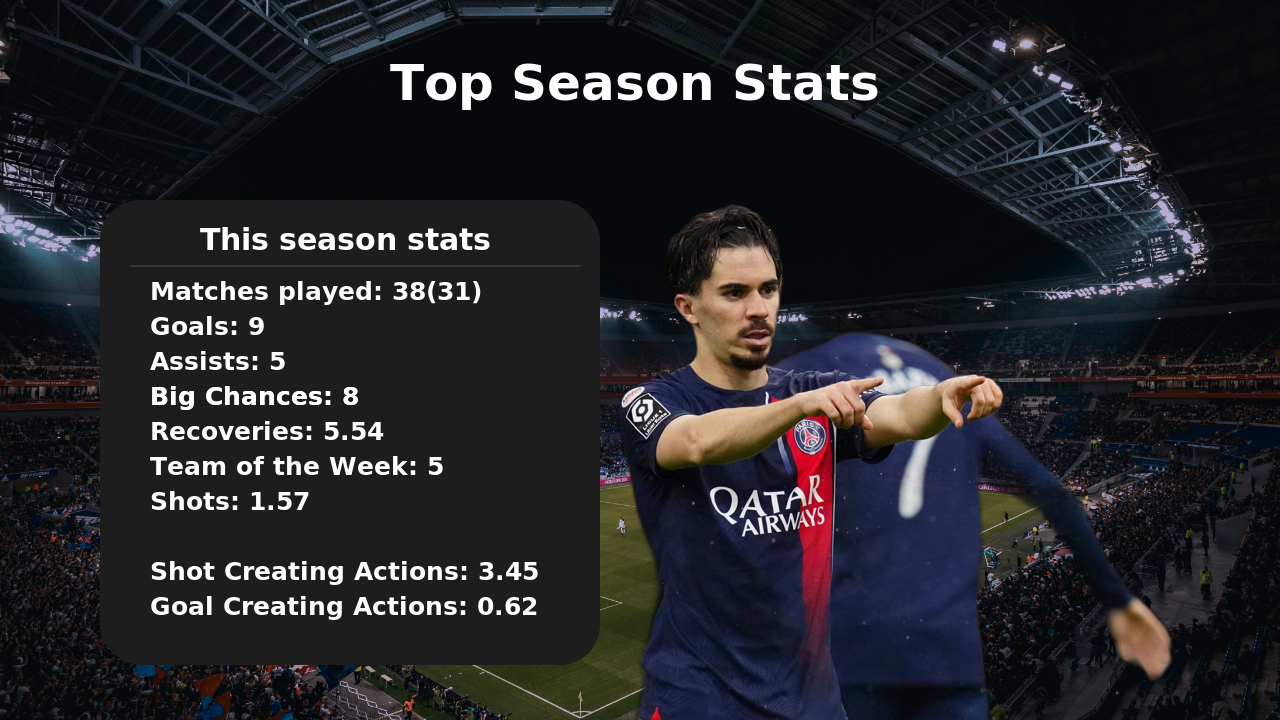 Top Season Stats
This season stats
Matches played: 38(31)
Goals: 9
Assists: 5
Big Chances: 8
Recoveries: 5.54
Team of the Week: 5
Shots: 1.57
Shot Creating Actions: 3.45
Goal Creating Actions: 0.62
PARIS
QATAR
AIRWAYS
7